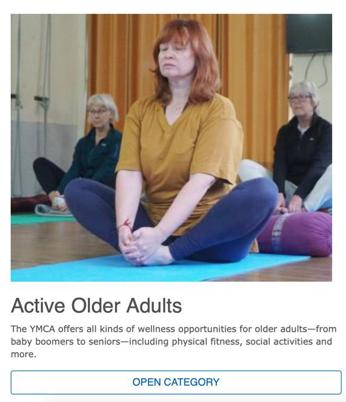 Active Older Adults
The YMCA offers all kinds of wellness opportunities for older adults—from
baby boomers to seniors—including physical fitness, social activities and
more.
OPEN CATEGORY